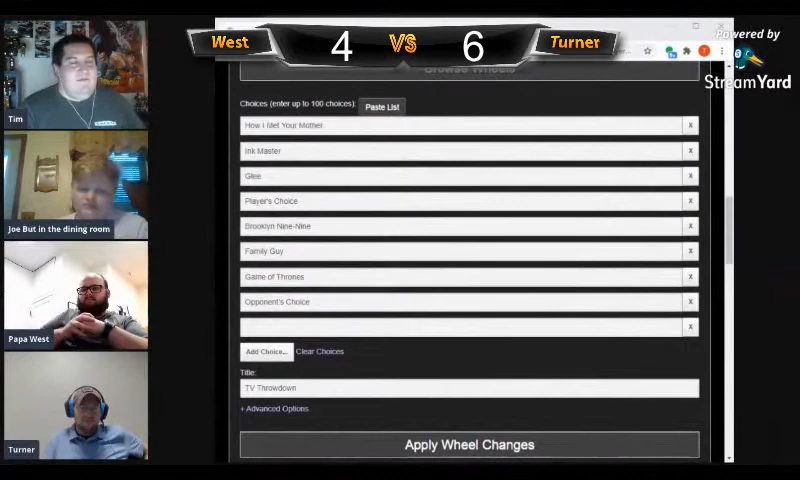 West
4
VS
6
Turner
Powered by
StreamYard
Browse Wheels
Choices (enter up to 100 choices):
Paste List
How I Met Your Mother
X
Ink Master
X
Glee
X
Player's Choice
X
Brooklyn Nine-Nine
X
Family Guy
X
Game of Thrones
X
Opponent's Choice
X
X
Add Choice...
Clear Choices
Title:
TV Throwdown
+ Advanced Options
Apply Wheel Changes
Tim
Joe But in the dining room
Papa West
Turner